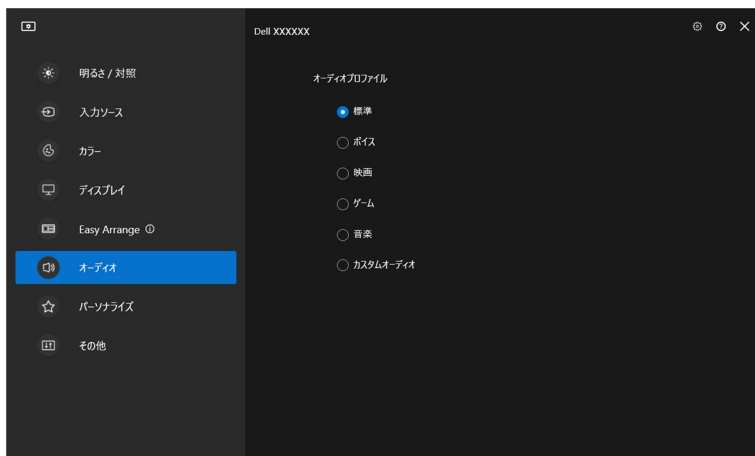 Dell XXXXXX
明るさ / 対照
入力ソース
カラー
ディスプレイ
Easy Arrange
オーディオ
パーソナライズ
その他
オーディオプロファイル
標準
ボイス
映画
ゲーム
音楽
カスタムオーディオ